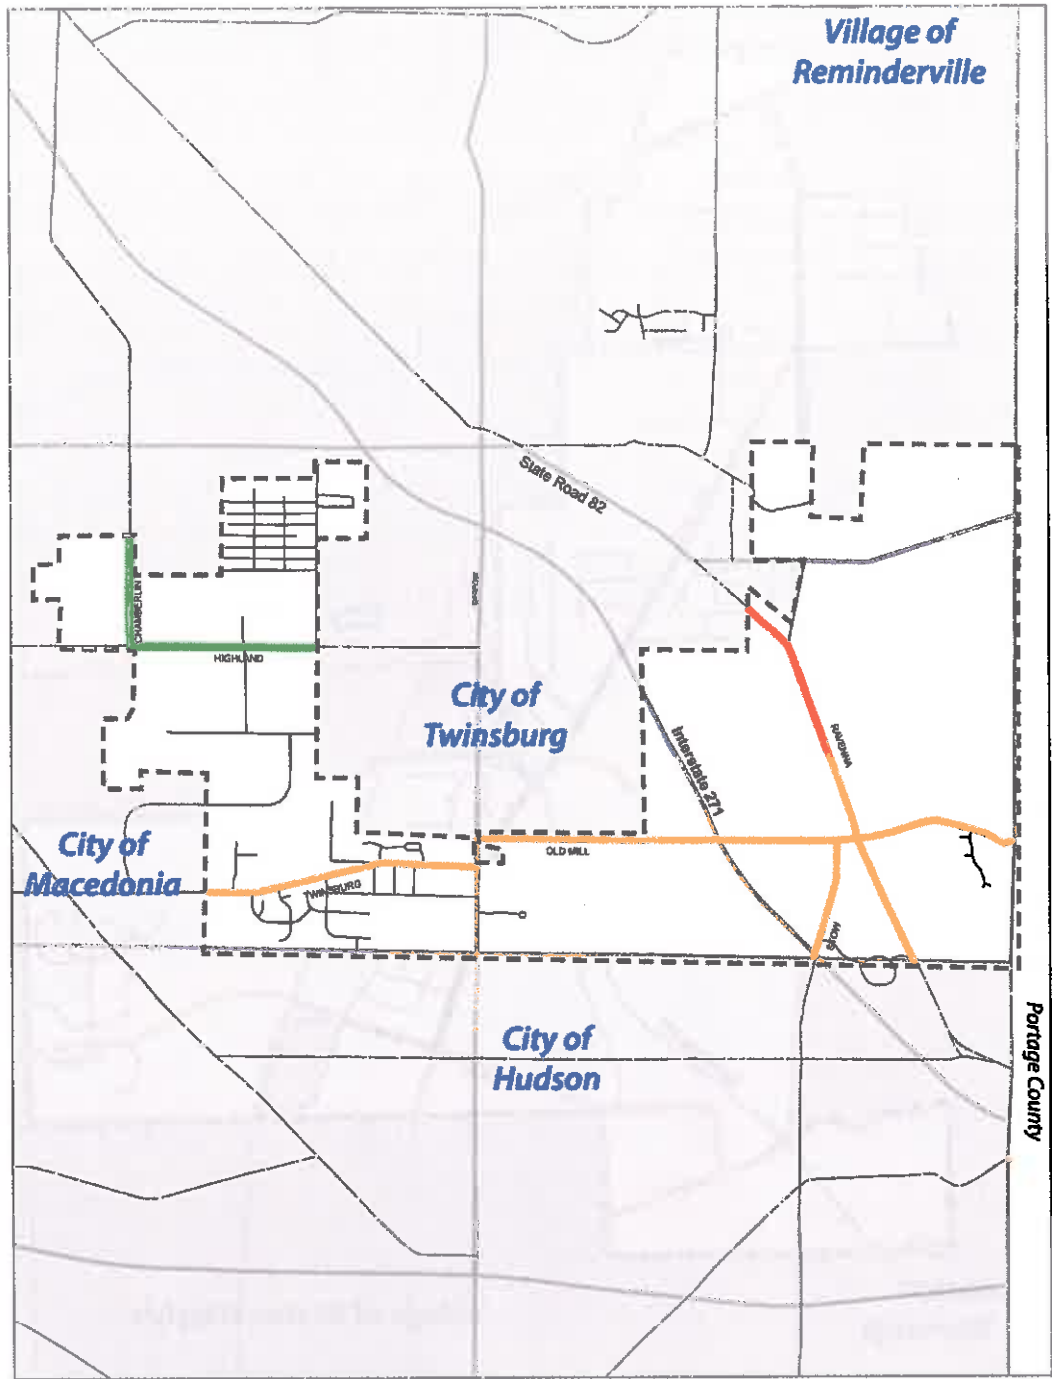 Village of
Reminderville
State Road 82
CHAMBERLIN
HIGHLAND
City of
Twinsburg
Interstate 271
RAVENNA
OLD MILL
City of
Macedonia
TWINSBURG
STOW
City of
Hudson
Portage County